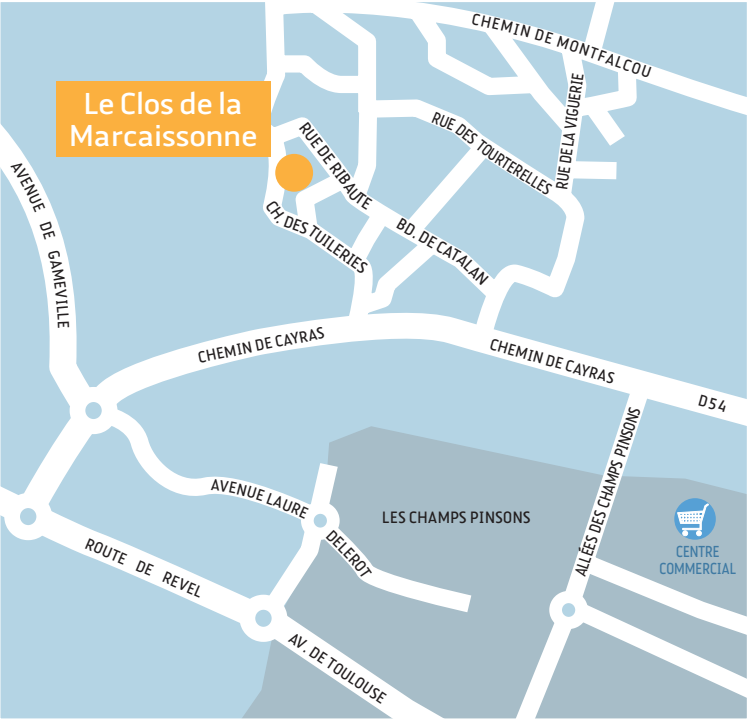 CHEMIN DE MONTFALCOU
Le Clos de la
Marcaissonne
RUE DE LA VIGUERIE
RUE DES TOURTERELLES
RUE DE RIBAUTE
AVENUE DE GAMEVILLE
CH. DES TUILERIES
BD. DE CATALAN
CHEMIN DE CAYRAS
CHEMIN DE CAYRAS
D54
ALLÉES DES CHAMPS PINSONS
AVENUE LAURE
DELEROT
LES CHAMPS PINSONS
CENTRE
COMMERCIAL
ROUTE DE REVEL
AV. DE TOULOUSE